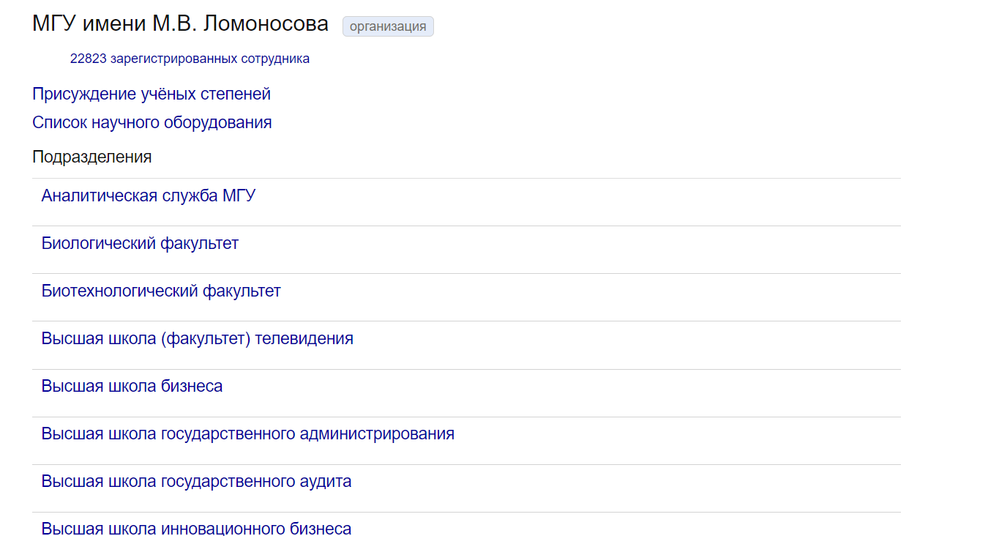 МГУ имени М.В. Ломоносова организация
22823 зарегистрированных сотрудника
Присуждение учёных степеней
Список научного оборудования
Подразделения
Аналитическая служба МГУ
Биологический факультет
Биотехнологический факультет
Высшая школа (факультет) телевидения
Высшая школа бизнеса
Высшая школа государственного администрирования
Высшая школа государственного аудита
Высшая школа инновационного бизнеса